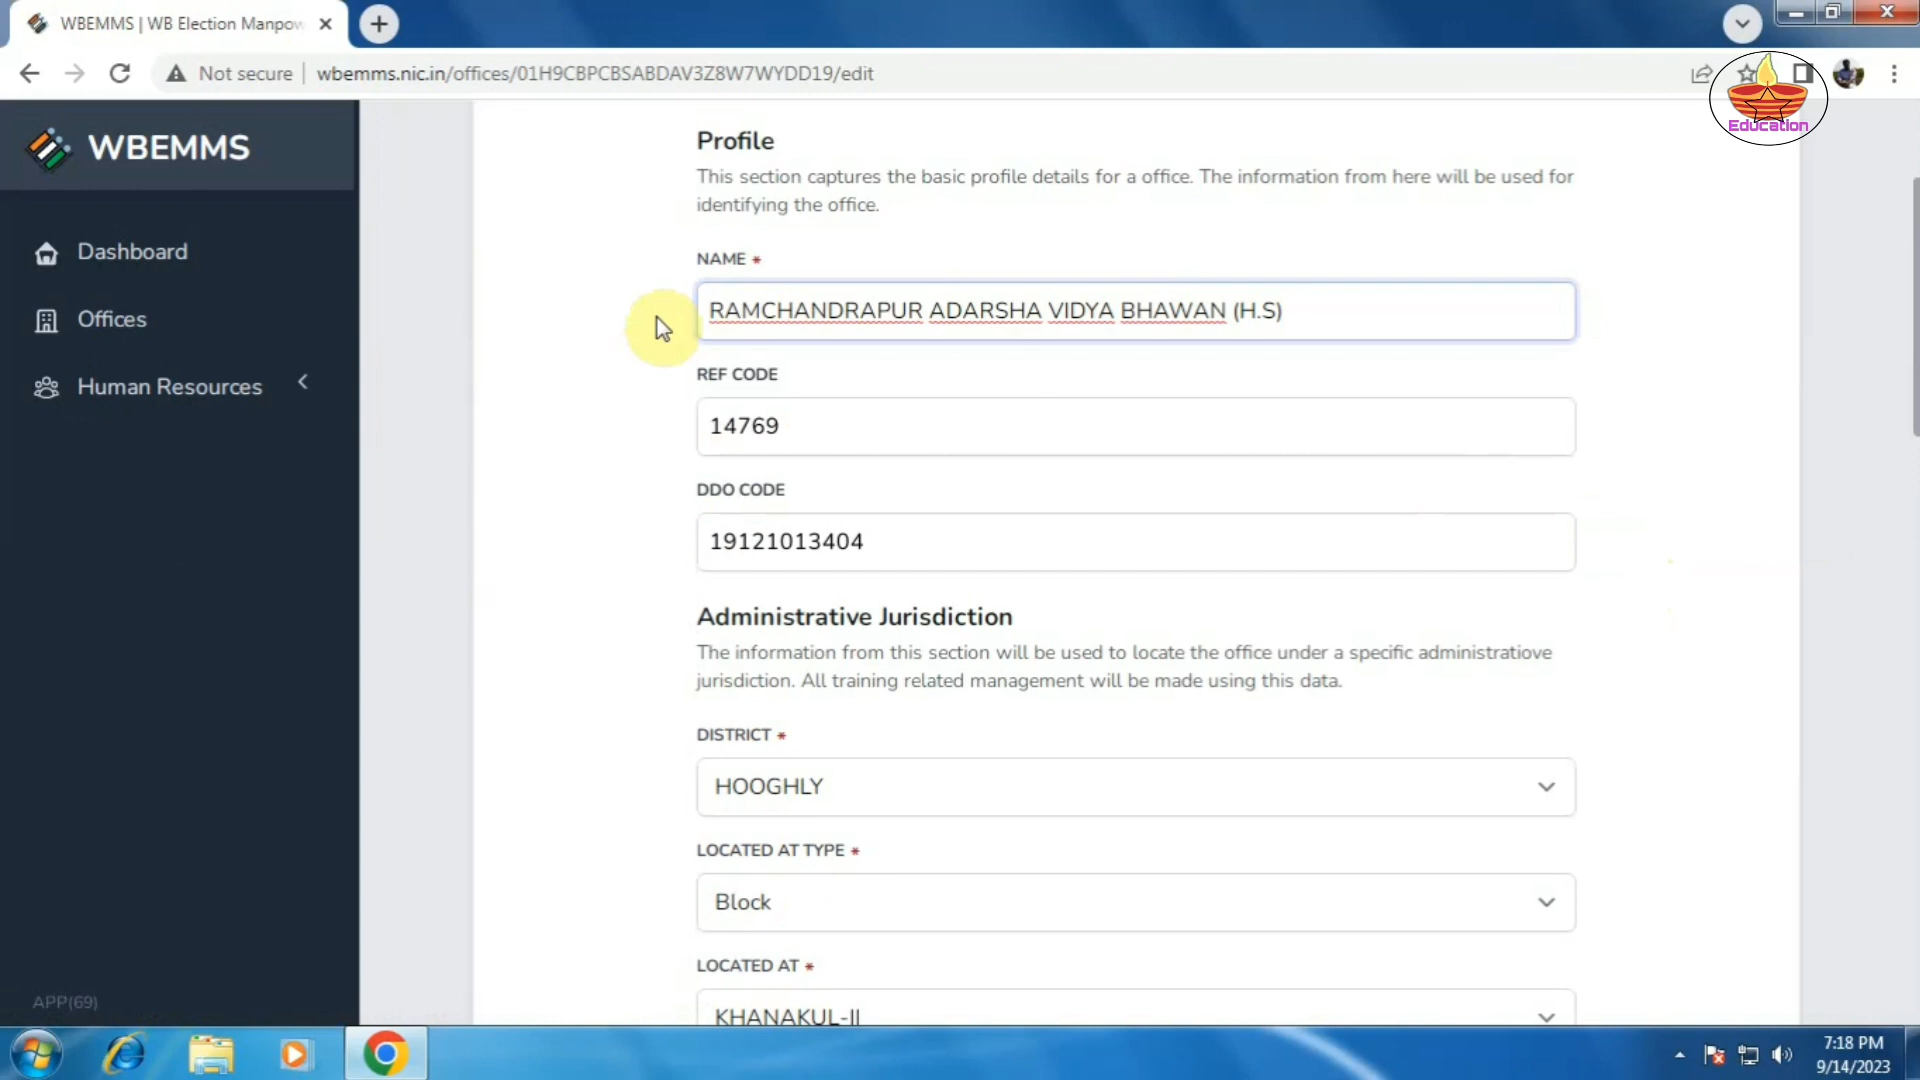 WBEMMS | WB Election Manpow
Not secure
wbemms.nic.in/offices/01H9CBPCBSABDAV3Z8W7WYDD19/edit
Education
WBEMMS
Dashboard
Offices
Human Resources
APP(69)
Profile
This section captures the basic profile details for a office. The information from here will be used for
identifying the office.
NAME *
RAMCHANDRAPUR ADARSHA VIDYA BHAWAN (H.S)
REF CODE
14769
DDO CODE
19121013404
Administrative Jurisdiction
The information from this section will be used to locate the office under a specific administratiove
jurisdiction. All training related management will be made using this data.
DISTRICT *
HOOGHLY
LOCATED AT TYPE *
Block
LOCATED AT *
KHANAKUL-II
7:18 PM
9/14/2023